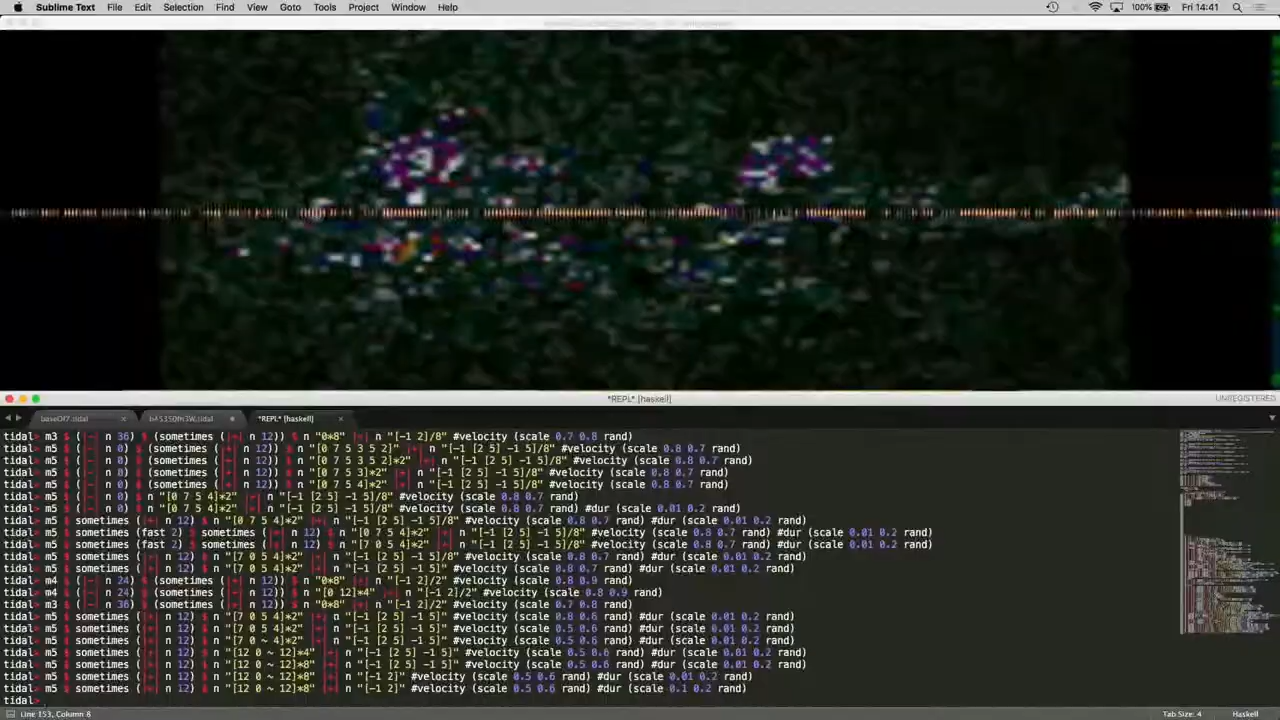 Sublime Text File Edit Selection Find View Goto Tools Project Window Help 100% Fri 14:41
*REPL* [haskell] UNREGISTERED
base0f7.tidal *REPL* [haskell]
tidal> m3 $ (|-| n 36) $ (sometimes (|+| n 12)) $ n "0*8" |+| n "[-1 2]/8" #velocity (scale 0.7 0.8 rand)
tidal> m5 $ (|-| n 0) $ (sometimes (|+| n 12)) $ n "[0 7 5 3 5 2]" |+| n "[-1 [2 5] -1 5]/8" #velocity (scale 0.8 0.7 rand)
tidal> m5 $ (|-| n 0) $ (sometimes (|+| n 12)) $ n "[0 7 5 3 5 2]*2" |+| n "[-1 [2 5] -1 5]/8" #velocity (scale 0.8 0.7 rand)
tidal> m5 $ (|-| n 0) $ (sometimes (|+| n 12)) $ n "[0 7 5 3]*2" |+| n "[-1 [2 5] -1 5]/8" #velocity (scale 0.8 0.7 rand)
tidal> m5 $ (|-| n 0) $ (sometimes (|+| n 12)) $ n "[0 7 5 4]*2" |+| n "[-1 [2 5] -1 5]/8" #velocity (scale 0.8 0.7 rand)
tidal> m5 $ (|-| n 0) $ n "[0 7 5 4]*2" |+| n "[-1 [2 5] -1 5]/8" #velocity (scale 0.8 0.7 rand)
tidal> m5 $ (|-| n 0) $ n "[0 7 5 4]*2" |+| n "[-1 [2 5] -1 5]/8" #velocity (scale 0.8 0.7 rand) #dur (scale 0.01 0.2 rand)
tidal> m5 $ sometimes (|+| n 12) $ n "[0 7 5 4]*2" |+| n "[-1 [2 5] -1 5]/8" #velocity (scale 0.8 0.7 rand) #dur (scale 0.01 0.2 rand)
tidal> m5 $ sometimes (fast 2) $ sometimes (|+| n 12) $ n "[0 7 5 4]*2" |+| n "[-1 [2 5] -1 5]/8" #velocity (scale 0.8 0.7 rand) #dur (scale 0.01 0.2 rand)
tidal> m5 $ sometimes (fast 2) $ sometimes (|+| n 12) $ n "[7 0 5 4]*2" |+| n "[-1 [2 5] -1 5]/8" #velocity (scale 0.8 0.7 rand) #dur (scale 0.01 0.2 rand)
tidal> m5 $ sometimes (|+| n 12) $ n "[7 0 5 4]*2" |+| n "[-1 [2 5] -1 5]/8" #velocity (scale 0.8 0.7 rand) #dur (scale 0.01 0.2 rand)
tidal> m5 $ sometimes (|+| n 12) $ n "[7 0 5 4]*2" |+| n "[-1 [2 5] -1 5]" #velocity (scale 0.8 0.7 rand) #dur (scale 0.01 0.2 rand)
tidal> m4 $ (|-| n 24) $ (sometimes (|+| n 12)) $ n "0*8" |+| n "[-1 2]/2" #velocity (scale 0.8 0.9 rand)
tidal> m4 $ (|-| n 24) $ (sometimes (|+| n 12)) $ n "[0 12]*4" |+| n "[-1 2]/2" #velocity (scale 0.8 0.9 rand)
tidal> m3 $ (|-| n 36) $ (sometimes (|+| n 12)) $ n "0*8" |+| n "[-1 2]/2" #velocity (scale 0.7 0.8 rand)
tidal> m5 $ sometimes (|+| n 12) $ n "[7 0 5 4]*2" |+| n "[-1 [2 5] -1 5]" #velocity (scale 0.8 0.6 rand) #dur (scale 0.01 0.2 rand)
tidal> m5 $ sometimes (|+| n 12) $ n "[7 0 5 4]*2" |+| n "[-1 [2 5] -1 5]" #velocity (scale 0.5 0.6 rand) #dur (scale 0.01 0.2 rand)
tidal> m5 $ sometimes (|+| n 12) $ n "[7 0 ~ 4]*2" |+| n "[-1 [2 5] -1 5]" #velocity (scale 0.5 0.6 rand) #dur (scale 0.01 0.2 rand)
tidal> m5 $ sometimes (|+| n 12) $ n "[12 0 ~ 12]*4" |+| n "[-1 [2 5] -1 5]" #velocity (scale 0.5 0.6 rand) #dur (scale 0.01 0.2 rand)
tidal> m5 $ sometimes (|+| n 12) $ n "[12 0 ~ 12]*8" |+| n "[-1 [2 5] -1 5]" #velocity (scale 0.5 0.6 rand) #dur (scale 0.01 0.2 rand)
tidal> m5 $ sometimes (|+| n 12) $ n "[12 0 ~ 12]*8" |+| n "[-1 2]" #velocity (scale 0.5 0.6 rand) #dur (scale 0.01 0.2 rand)
tidal> m5 $ sometimes (|+| n 12) $ n "[12 0 ~ 12]*8" |+| n "[-1 2]" #velocity (scale 0.5 0.6 rand) #dur (scale 0.1 0.2 rand)
tidal>
Line 153, Column 8 Tab Size: 4 Haskell